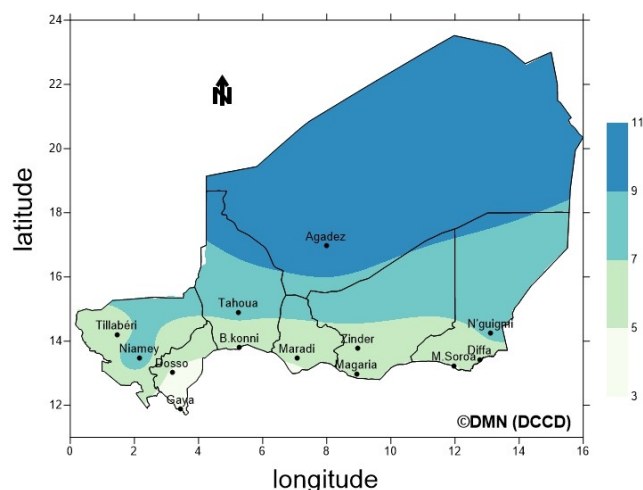 24
22
20
18
16
14
12
latitude
N
11
9
7
5
3
Agadez
Tahoua
N'guigmi
Tillabéri
Niamey
B.konni
Zinder
Dosso
Maradi
Magaria
M.Soroa
Diffa
Gaya
©DMN (DCCD)
0 2 4 6 8 10 12 14 16
longitude